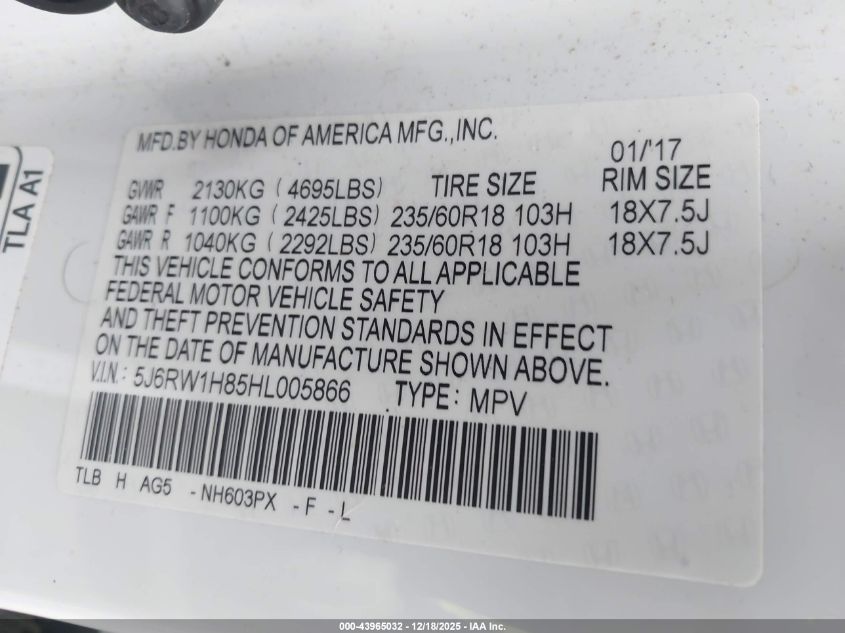 MFD.BY HONDA OF AMERICA MFG.,INC.
01/'17
GVWR 2130KG ( 4695LBS) TIRE SIZE RIM SIZE
GAWR F 1100KG ( 2425LBS) 235/60R18 103H 18X7.5J
GAWR R 1040KG ( 2292LBS) 235/60R18 103H 18X7.5J
THIS VEHICLE CONFORMS TO ALL APPLICABLE
FEDERAL MOTOR VEHICLE SAFETY
AND THEFT PREVENTION STANDARDS IN EFFECT
ON THE DATE OF MANUFACTURE SHOWN ABOVE.
V.I.N.: 5J6RW1H85HL005866 TYPE: MPV
TLB H AG5 -NH603PX -F -L
TLA A1
000-43965032 - 12/18/2025 - IAA Inc.